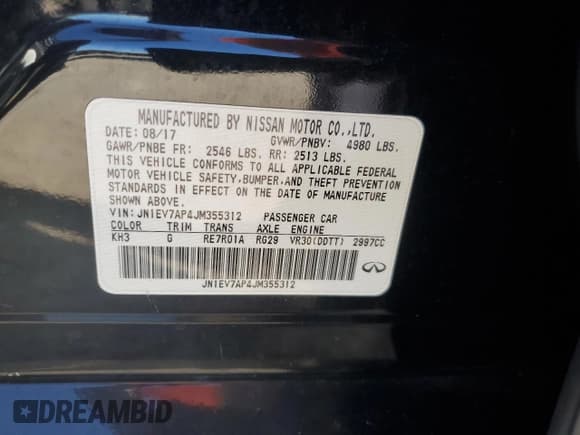 MANUFACTURED BY NISSAN MOTOR CO.,LTD.
DATE: 08/17 GVWR/PNBV: 4980 LBS.
GAWR/PNBE FR: 2546 LBS. RR: 2513 LBS.
THIS VEHICLE CONFORMS TO ALL APPLICABLE FEDERAL
MOTOR VEHICLE SAFETY,BUMPER,AND THEFT PREVENTION
STANDARDS IN EFFECT ON THE DATE OF MANUFACTURE
SHOWN ABOVE.
VIN: JN1EV7AP4JM355312 PASSENGER CAR
COLOR TRIM TRANS AXLE ENGINE
KH3 G RE7R01A RG29 VR30(DDTT) 2997CC
JN1EV7AP4JM355312
INFINITI
DREAMBID